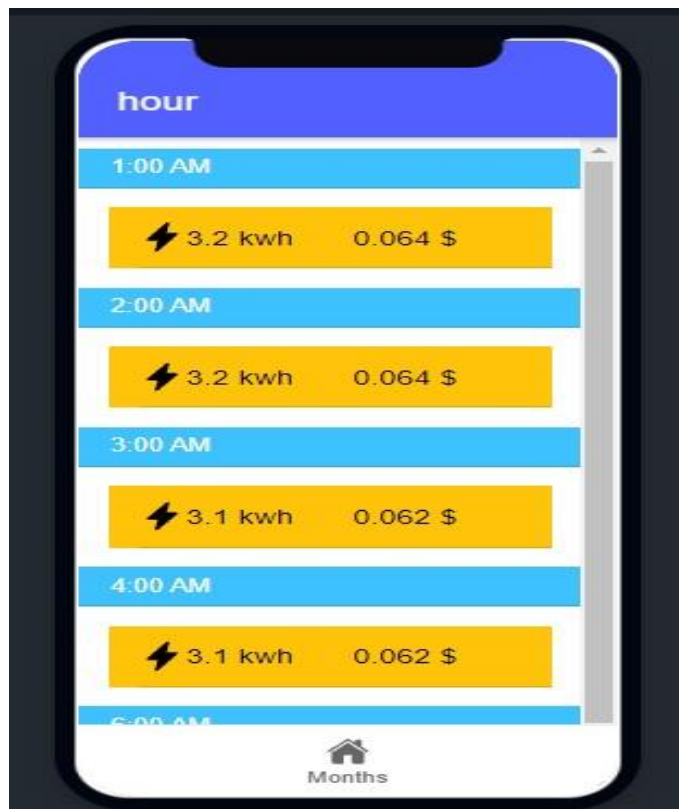 hour
1:00 AM
3.2 kwh 0.064 $
2:00 AM
3.2 kwh 0.064 $
3:00 AM
3.1 kwh 0.062 $
4:00 AM
3.1 kwh 0.062 $
Months